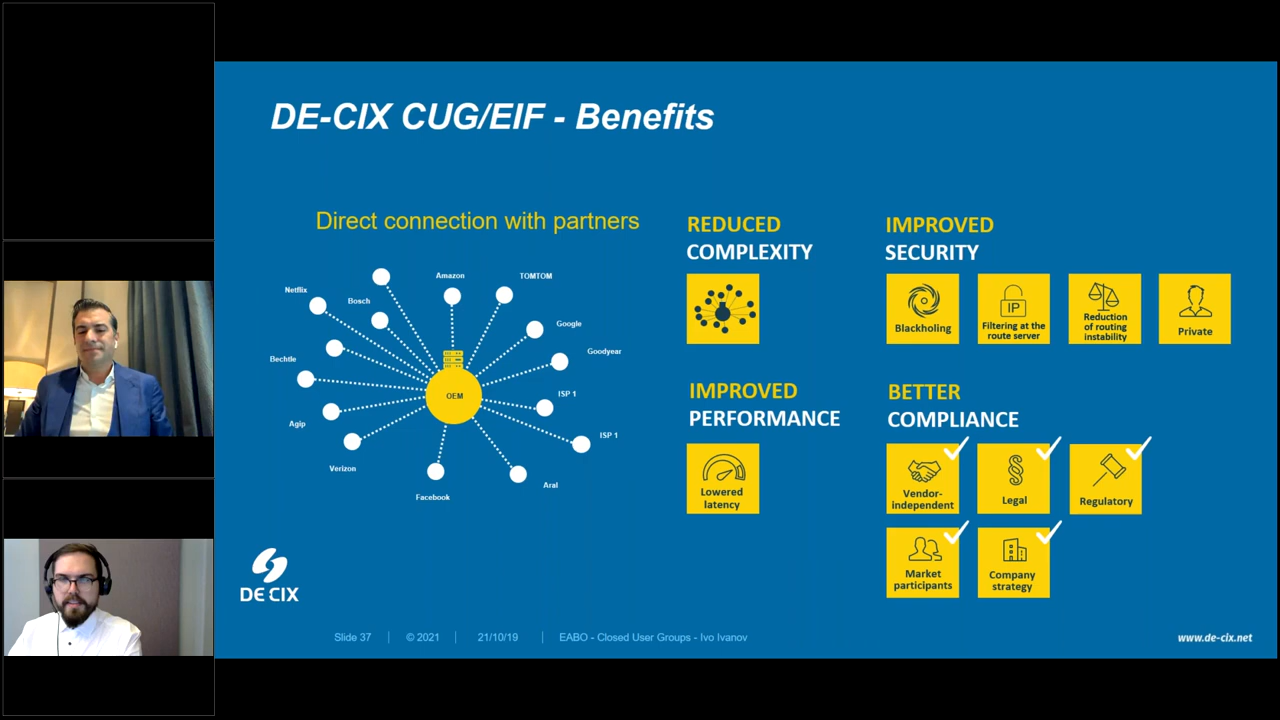 DE-CIX CUG/EIF - Benefits
Direct connection with partners
Netflix
Bosch
Amazon
TOMTOM
Google
Goodyear
Bechtle
OEM
ISP 1
ISP 1
Agip
Verizon
Facebook
Aral
REDUCED
COMPLEXITY
IMPROVED
SECURITY
Blackholing
IP
Filtering at the
route server
Reduction
of routing
instability
Private
IMPROVED
PERFORMANCE
Lowered
latency
BETTER
COMPLIANCE
Vendor-
independent
§
Legal
Regulatory
Market
participants
Company
strategy
DE CIX
Slide 37
© 2021
21/10/19
EABO - Closed User Groups - Ivo Ivanov
www.de-cix.net